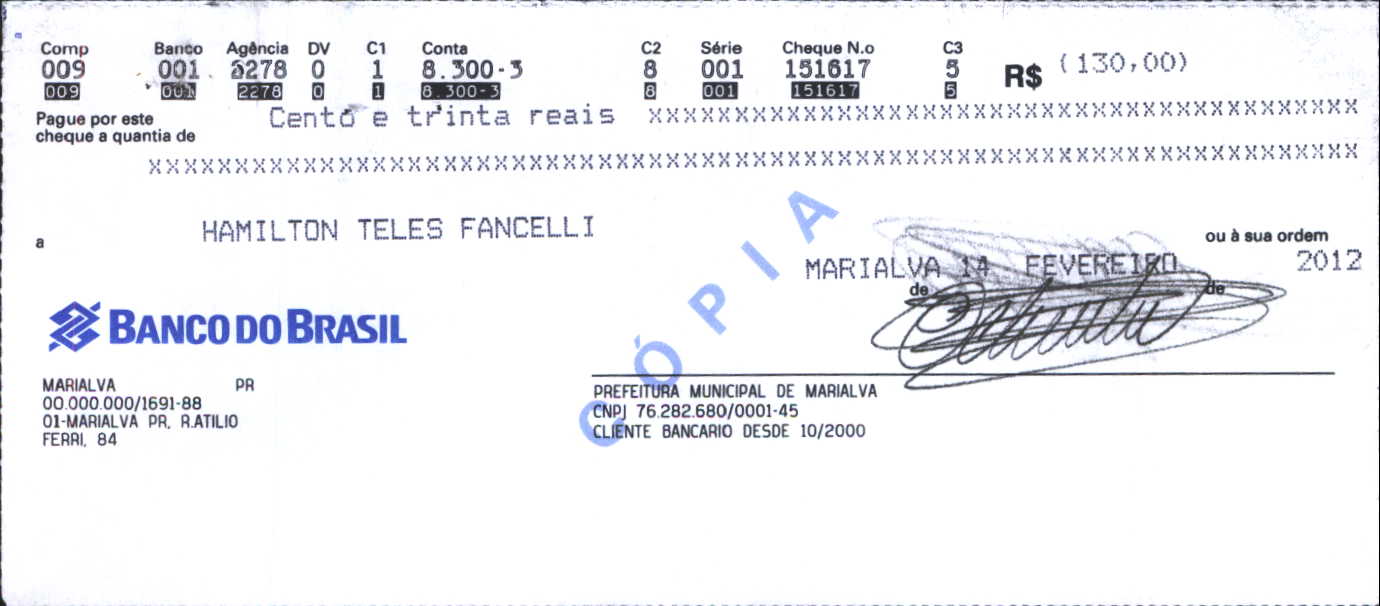 Comp Banco Agência DV C1 Conta C2 Série Cheque N.o C3
009 001 2278 0 1 8.300-3 8 001 151617 5 R$ (130,00)
009 001 2278 0 1 8.300-3 8 001 151617 5
Pague por este
cheque a quantia de
Cento e trinta reais XXXXXXXXXXXXXXXXXXXXXXXXXXXXXXXXXXXXXXXXXXXXXXXXXX
XXXXXXXXXXXXXXXXXXXXXXXXXXXXXXXXXXXXXXXXXXXXXXXXXXXXXXXXXXXXXXXXXXXXXXXXXXXXXXXXXXXXX
a HAMILTON TELES FANCELLI
ou à sua ordem
MARIALVA 14 FEVEREIRO 2012
de de
CÓPIA
BANCO DO BRASIL
MARIALVA PR
00.000.000/1691-88
01-MARIALVA PR, R.ATILIO
FERRI, 84
PREFEITURA MUNICIPAL DE MARIALVA
CNPJ 76.282.680/0001-45
CLIENTE BANCARIO DESDE 10/2000